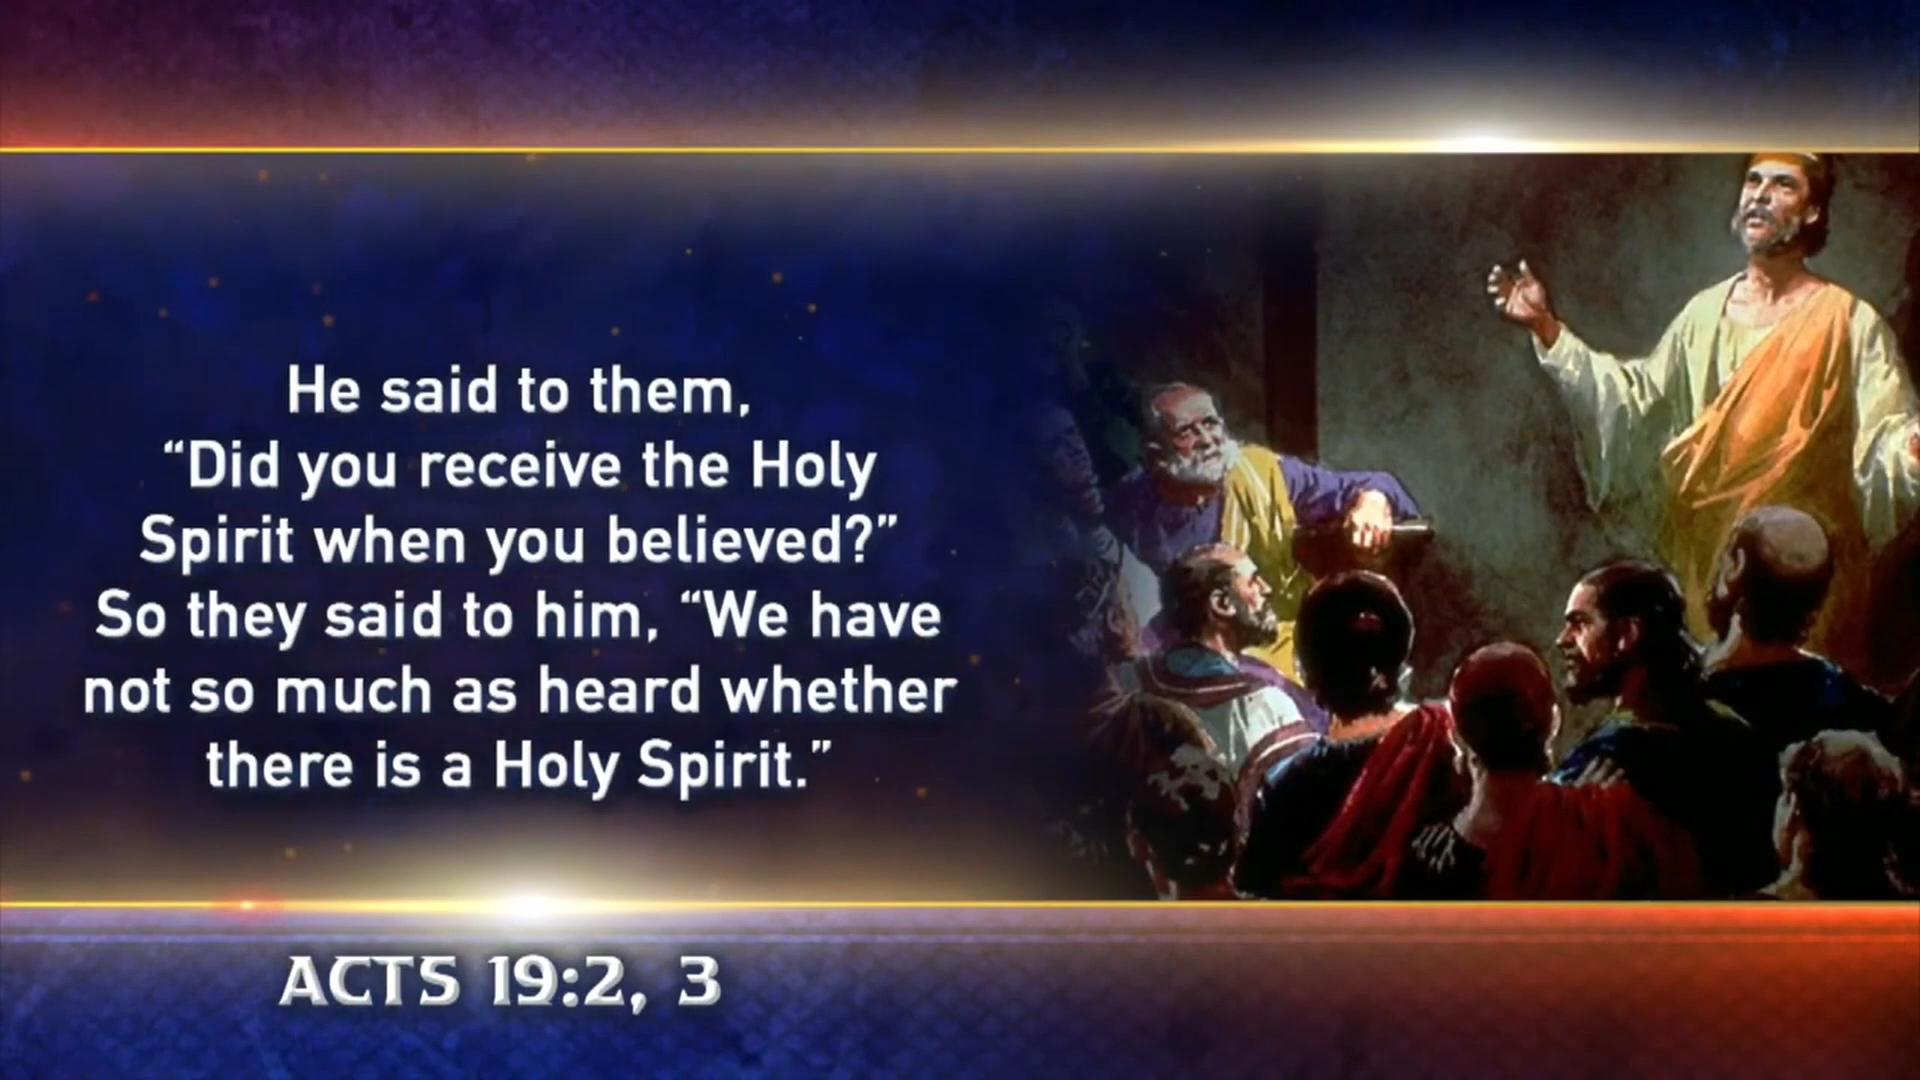 He said to them,
“Did you receive the Holy
Spirit when you believed?”
So they said to him, “We have
not so much as heard whether
there is a Holy Spirit.”
ACTS 19:2, 3